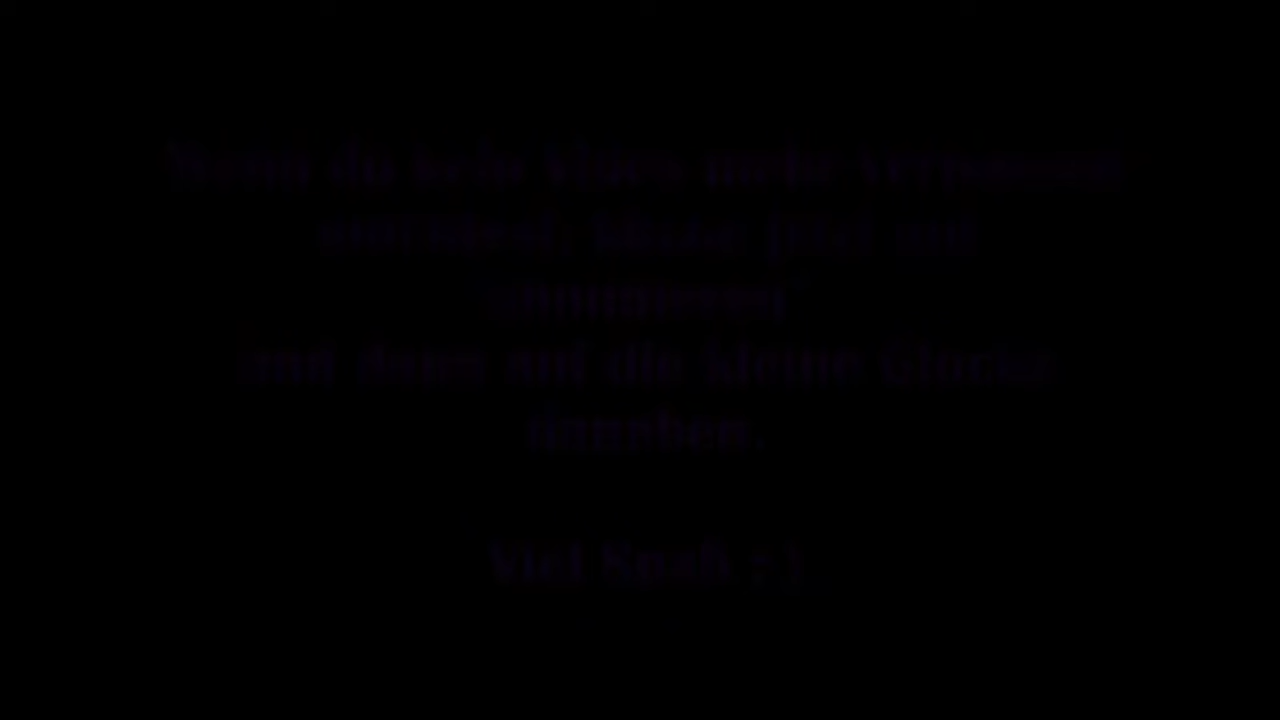 Wenn du kein Video mehr verpassen
möchtest, klicke jetzt auf
"abonnieren"
und dann auf die kleine Glocke
daneben.
Viel Spaß ;)